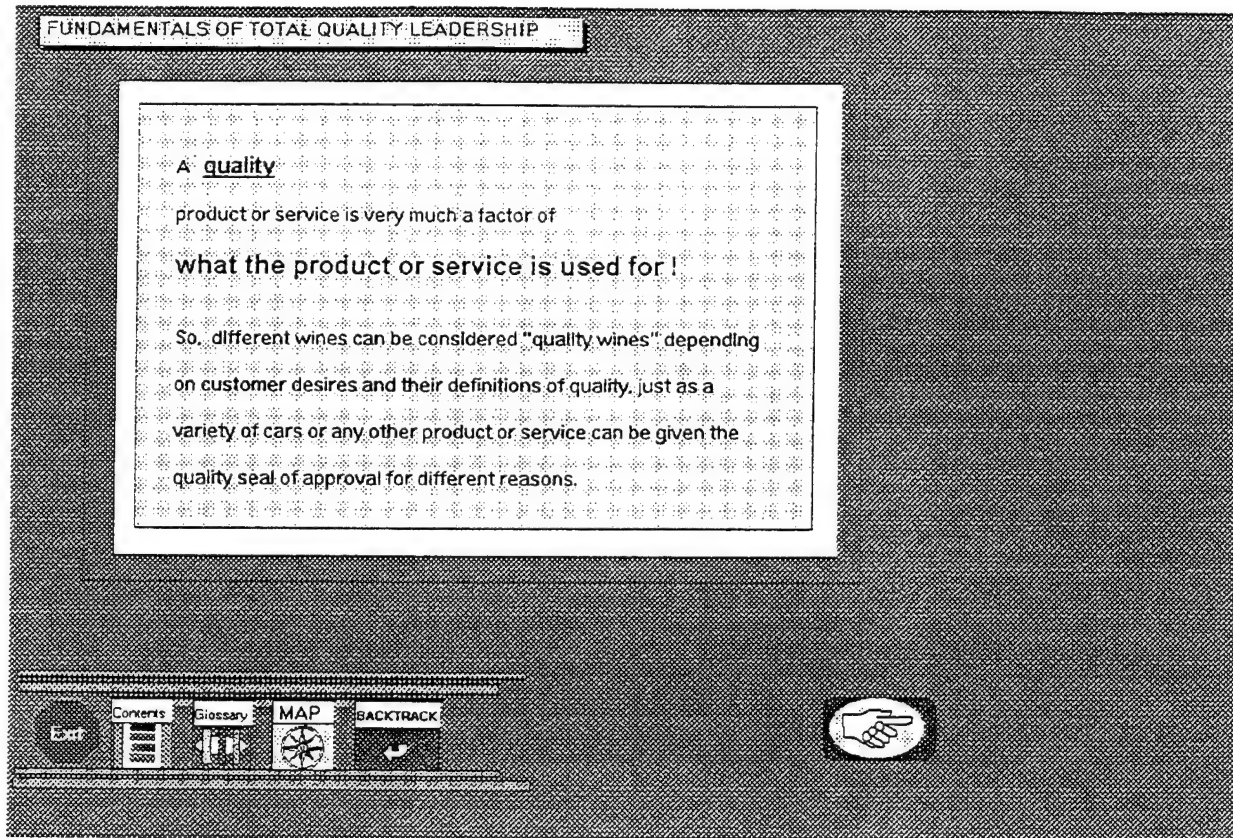 FUNDAMENTALS OF TOTAL QUALITY LEADERSHIP
A quality
product or service is very much a factor of
what the product or service is used for !
So, different wines can be considered "quality wines" depending
on customer desires and their definitions of quality, just as a
variety of cars or any other product or service can be given the
quality seal of approval for different reasons.
Exit
Contents
Glossary
MAP
BACKTRACK